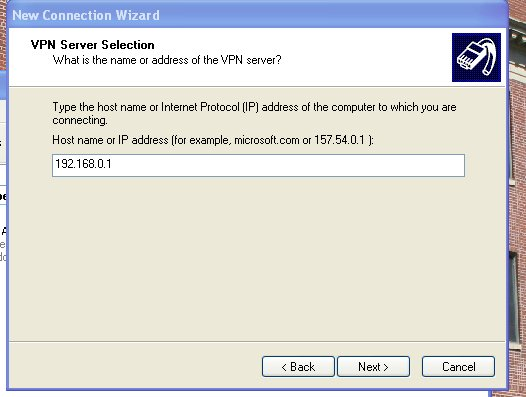 New Connection Wizard
VPN Server Selection
What is the name or address of the VPN server?
Type the host name or Internet Protocol (IP) address of the computer to which you are
connecting.
Host name or IP address (for example, microsoft.com or 157.54.0.1 ):
192.168.0.1
< Back
Next >
Cancel